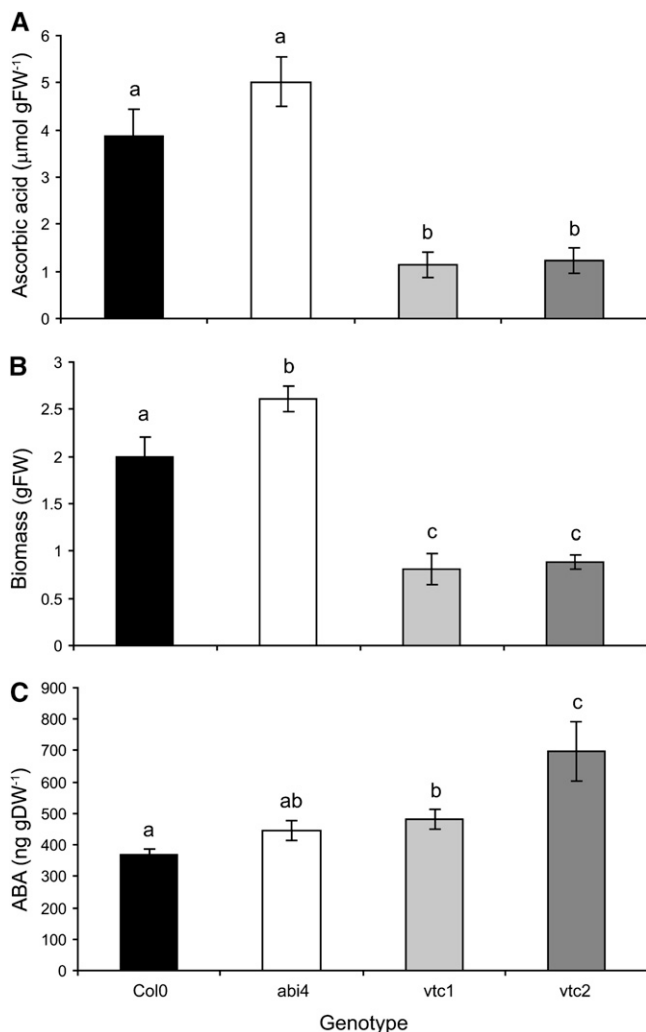 A
Ascorbic acid (μmol gFW⁻¹)
6
5
4
3
2
1
0
a
a
b
b
B
Biomass (gFW)
3
2.5
2
1.5
1
0.5
0
a
b
c
c
C
ABA (ng gDW⁻¹)
900
800
700
600
500
400
300
200
100
0
a
ab
b
c
Col0 abi4 vtc1 vtc2
Genotype